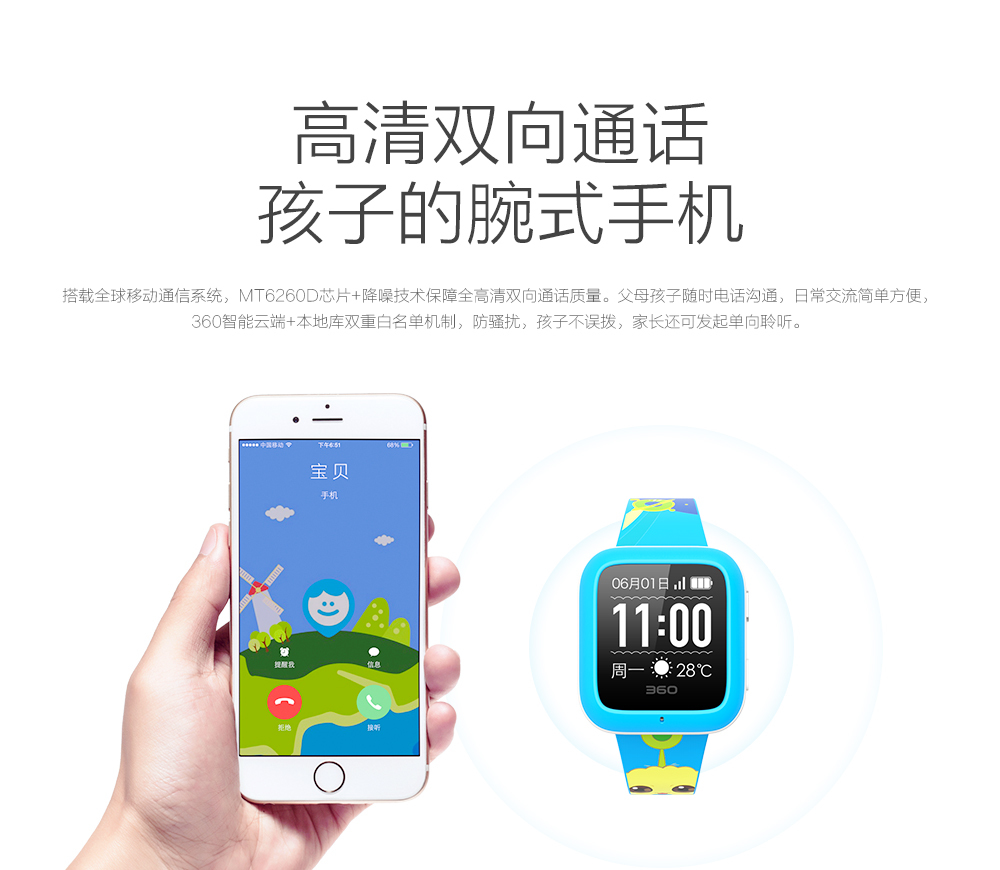 高清双向通话
孩子的腕式手机
搭载全球移动通信系统，MT6260D芯片+降噪技术保障全高清双向通话质量。父母孩子随时电话沟通，日常交流简单方便，
360智能云端+本地库双重白名单机制，防骚扰，孩子不误拨，家长还可发起单向聆听。
中国移动 下午6:51 68%
宝贝
手机
提醒我 信息
拒绝 接听
06月01日
11:00
周一 28℃
360